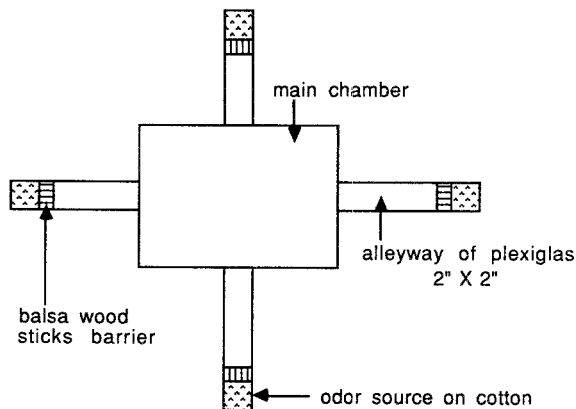 main chamber
alleyway of plexiglas
2" X 2"
balsa wood
sticks barrier
odor source on cotton